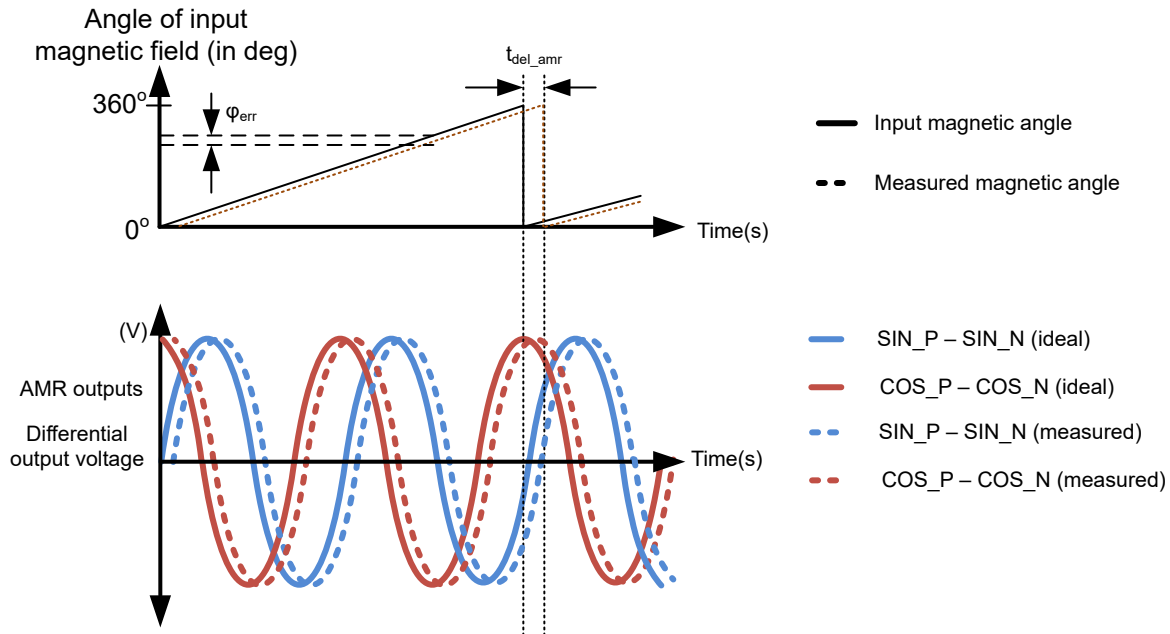 Angle of input
magnetic field (in deg)
t_del_amr
360°
φ_err
0°
Time(s)
Input magnetic angle
Measured magnetic angle
(V)
AMR outputs
Differential
output voltage
Time(s)
SIN_P – SIN_N (ideal)
COS_P – COS_N (ideal)
SIN_P – SIN_N (measured)
COS_P – COS_N (measured)